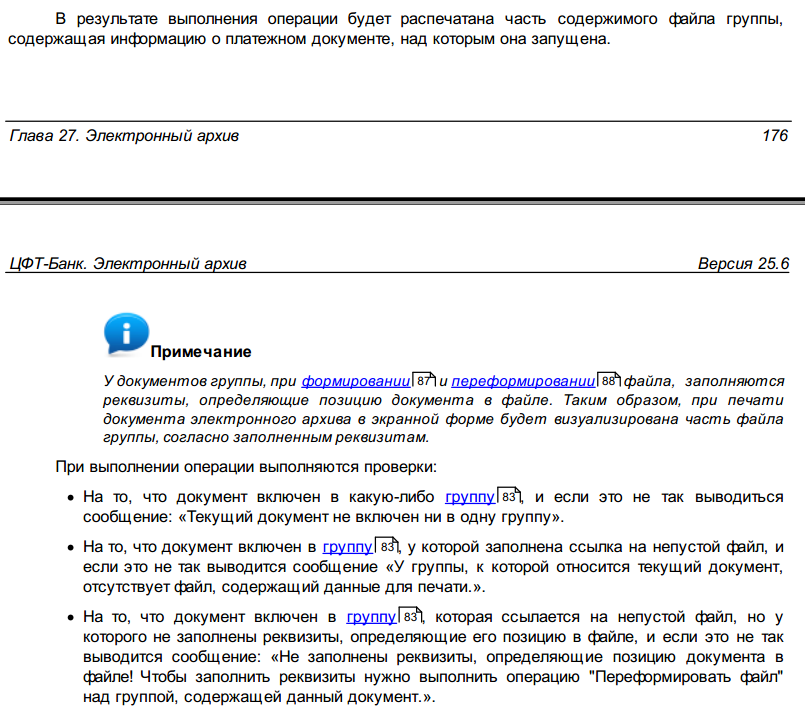 В результате выполнения операции будет распечатана часть содержимого файла группы,
содержащая информацию о платежном документе, над которым она запущена.
Глава 27. Электронный архив 176
ЦФТ-Банк. Электронный архив Версия 25.6
Примечание
У документов группы, при формировании 87 и переформировании 88 файла, заполняются
реквизиты, определяющие позицию документа в файле. Таким образом, при печати
документа электронного архива в экранной форме будет визуализирована часть файла
группы, согласно заполненным реквизитам.
При выполнении операции выполняются проверки:
• На то, что документ включен в какую-либо группу 83, и если это не так выводиться
сообщение: «Текущий документ не включен ни в одну группу».
• На то, что документ включен в группу 83, у которой заполнена ссылка на непустой файл, и
если это не так выводится сообщение «У группы, к которой относится текущий документ,
отсутствует файл, содержащий данные для печати.».
• На то, что документ включен в группу 83, которая ссылается на непустой файл, но у
которого не заполнены реквизиты, определяющие его позицию в файле, и если это не так
выводится сообщение: «Не заполнены реквизиты, определяющие позицию документа в
файле! Чтобы заполнить реквизиты нужно выполнить операцию "Переформировать файл"
над группой, содержащей данный документ.».